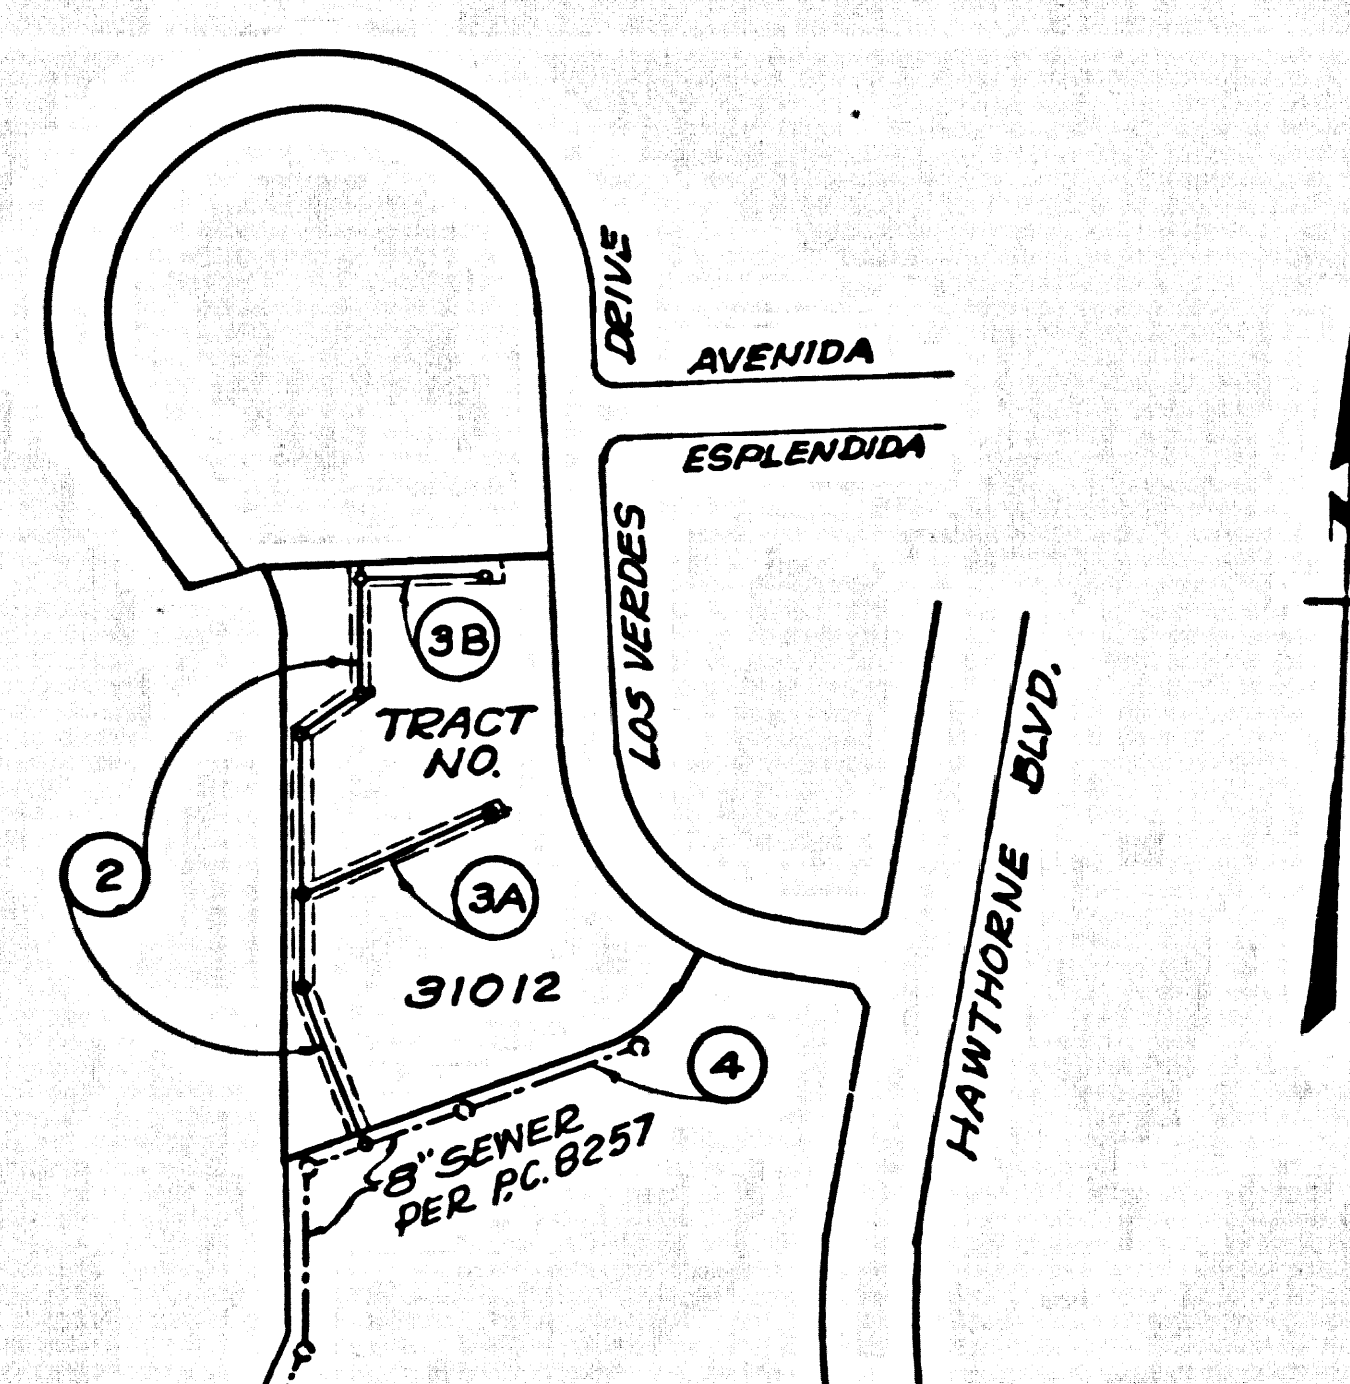 DRIVE
AVENIDA
ESPLENDIDA
LOS VERDES
3B
TRACT
NO.
BLVD.
2
3A
HAWTHORNE
31012
4
8" SEWER
PER P.C. 8257